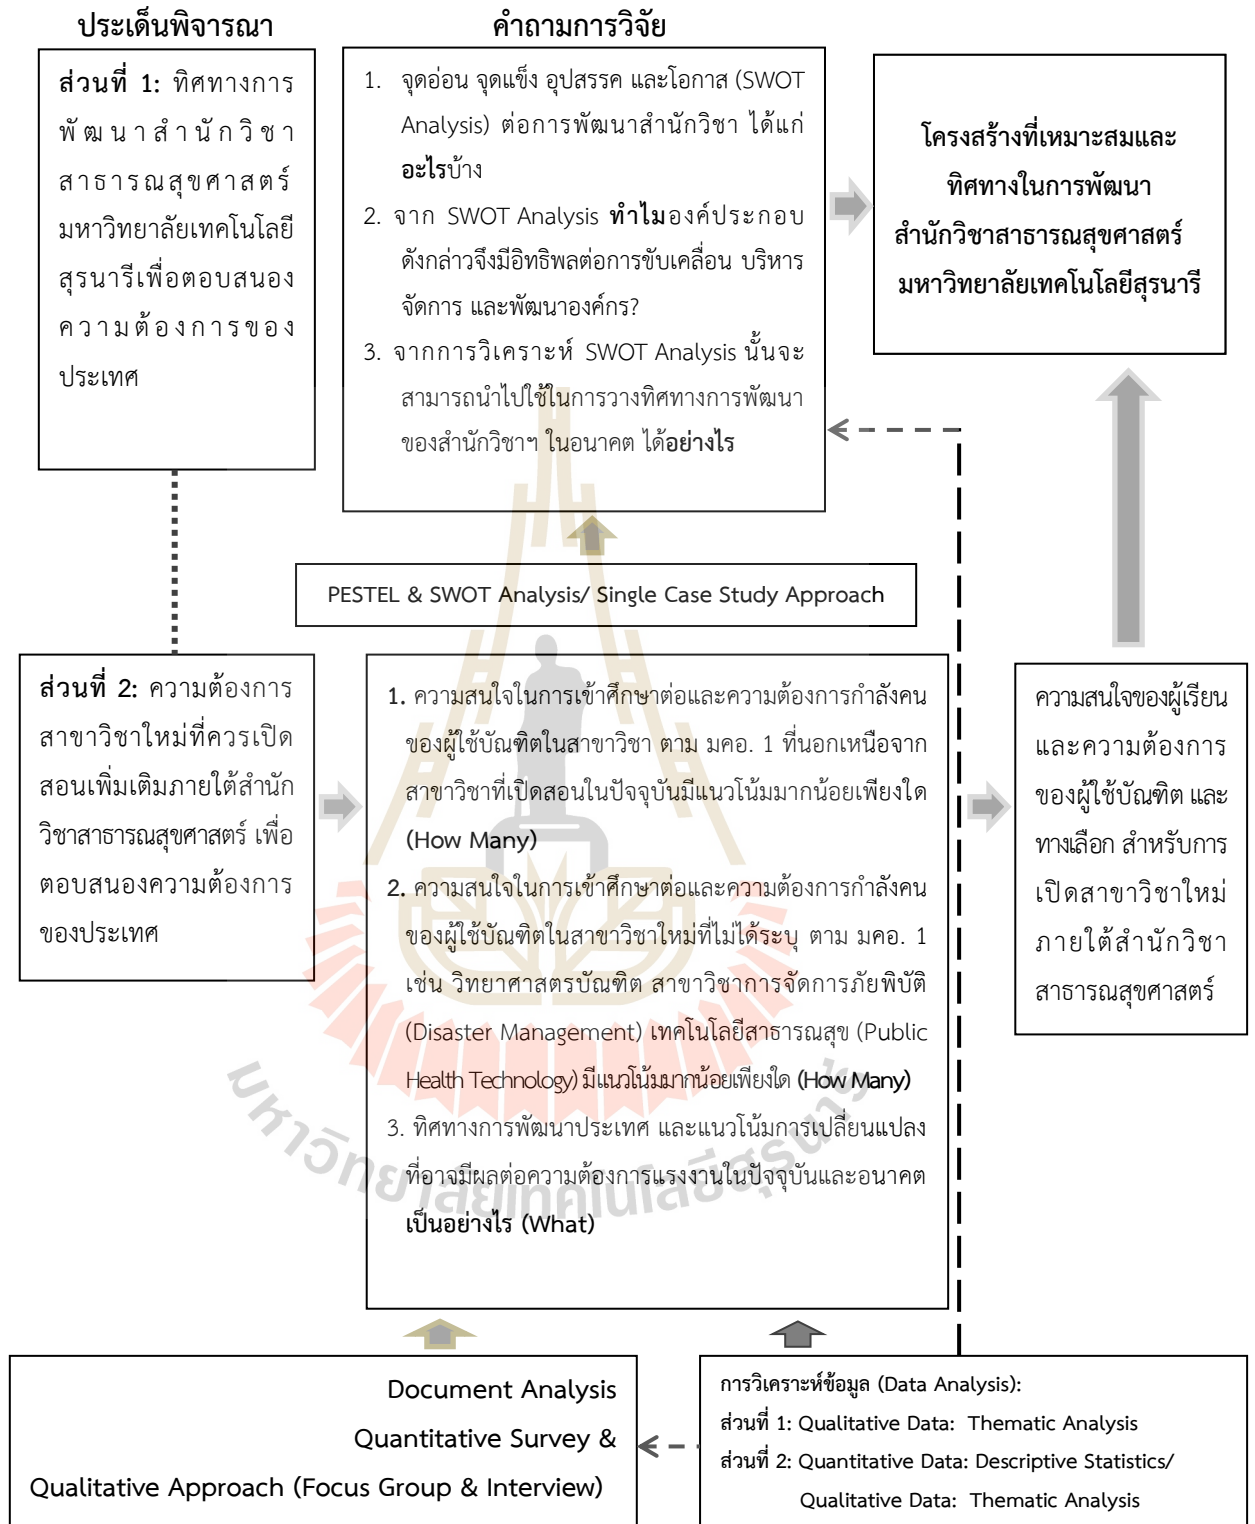 ประเด็นพิจารณา
คำถามการวิจัย
ส่วนที่ 1: ทิศทางการ
พัฒนาสำนักวิชา
สาธารณสุขศาสตร์
มหาวิทยาลัยเทคโนโลยี
สุรนารีเพื่อตอบสนอง
ความต้องการของ
ประเทศ
1. จุดอ่อน จุดแข็ง อุปสรรค และโอกาส (SWOT
Analysis) ต่อการพัฒนาสำนักวิชา ได้แก่
อะไรบ้าง
2. จาก SWOT Analysis ทำไมองค์ประกอบ
ดังกล่าวจึงมีอิทธิพลต่อการขับเคลื่อน บริหาร
จัดการ และพัฒนาองค์กร?
3. จากการวิเคราะห์ SWOT Analysis นั้นจะ
สามารถนำไปใช้ในการวางทิศทางการพัฒนา
ของสำนักวิชาฯ ในอนาคต ได้อย่างไร
โครงสร้างที่เหมาะสมและ
ทิศทางในการพัฒนา
สำนักวิชาสาธารณสุขศาสตร์
มหาวิทยาลัยเทคโนโลยีสุรนารี
PESTEL & SWOT Analysis/ Single Case Study Approach
ส่วนที่ 2: ความต้องการ
สาขาวิชาใหม่ที่ควรเปิด
สอนเพิ่มเติมภายใต้สำนัก
วิชาสาธารณสุขศาสตร์ เพื่อ
ตอบสนองความต้องการ
ของประเทศ
1. ความสนใจในการเข้าศึกษาต่อและความต้องการกำลังคน
ของผู้ใช้บัณฑิตในสาขาวิชา ตาม มคอ. 1 ที่นอกเหนือจาก
สาขาวิชาที่เปิดสอนในปัจจุบันมีแนวโน้มมากน้อยเพียงใด
(How Many)
2. ความสนใจในการเข้าศึกษาต่อและความต้องการกำลังคน
ของผู้ใช้บัณฑิตในสาขาวิชาใหม่ที่ไม่ได้ระบุ ตาม มคอ. 1
เช่น วิทยาศาสตรบัณฑิต สาขาวิชาการจัดการภัยพิบัติ
(Disaster Management) เทคโนโลยีสาธารณสุข (Public
Health Technology) มีแนวโน้มมากน้อยเพียงใด (How Many)
3. ทิศทางการพัฒนาประเทศ และแนวโน้มการเปลี่ยนแปลง
ที่อาจมีผลต่อความต้องการแรงงานในปัจจุบันและอนาคต
เป็นอย่างไร (What)
ความสนใจของผู้เรียน
และความต้องการ
ของผู้ใช้บัณฑิต และ
ทางเลือก สำหรับการ
เปิดสาขาวิชาใหม่
ภายใต้สำนักวิชา
สาธารณสุขศาสตร์
มหาวิทยาลัยเทคโนโลยีสุรนารี
Document Analysis
Quantitative Survey &
Qualitative Approach (Focus Group & Interview)
การวิเคราะห์ข้อมูล (Data Analysis):
ส่วนที่ 1: Qualitative Data: Thematic Analysis
ส่วนที่ 2: Quantitative Data: Descriptive Statistics/
Qualitative Data: Thematic Analysis